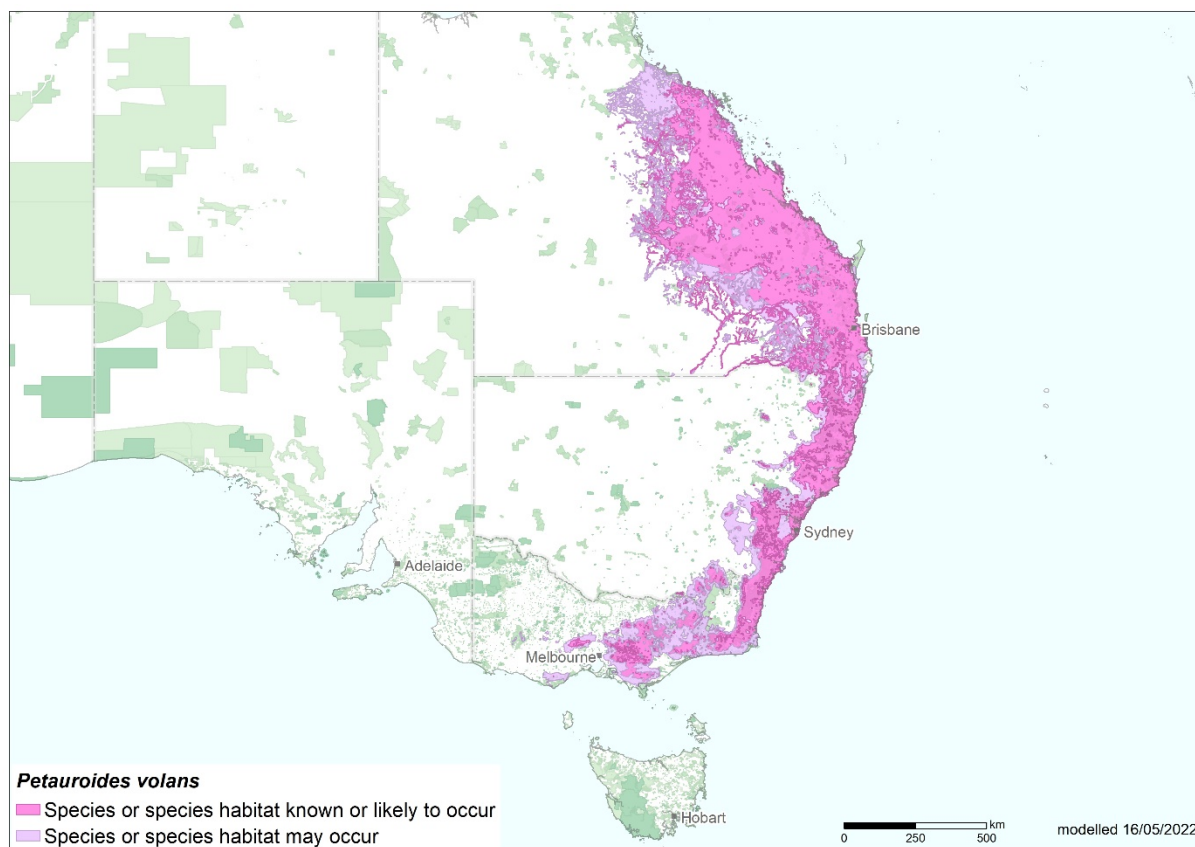 Brisbane
Sydney
Adelaide
Melbourne
Hobart
Petauroides volans
Species or species habitat known or likely to occur
Species or species habitat may occur
km
0 250 500
modelled 16/05/2022